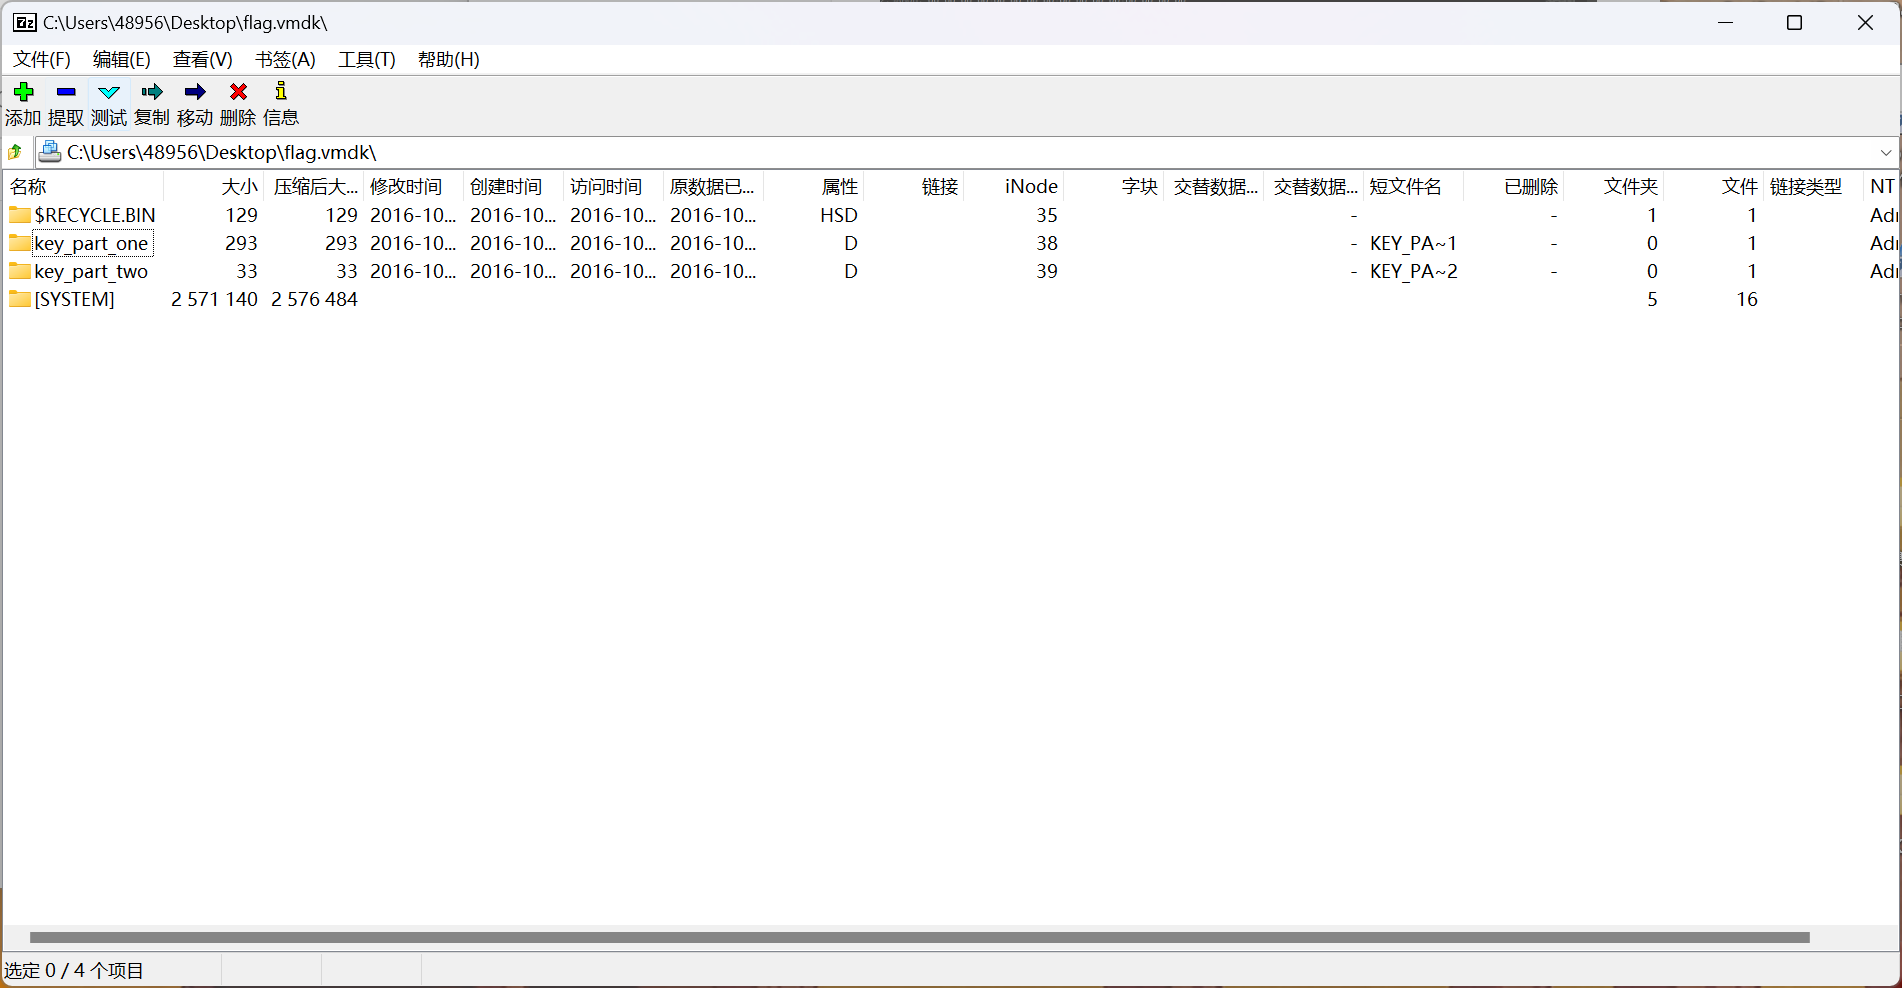 C:\Users\48956\Desktop\flag.vmdk\
文件(F) 编辑(E) 查看(V) 书签(A) 工具(T) 帮助(H)
添加 提取 测试 复制 移动 删除 信息
C:\Users\48956\Desktop\flag.vmdk\
名称 大小 压缩后大... 修改时间 创建时间 访问时间 原数据已... 属性 链接 iNode 字块 交替数据... 交替数据... 短文件名 已删除 文件夹 文件 链接类型 NT
$RECYCLE.BIN 129 129 2016-10... 2016-10... 2016-10... 2016-10... HSD 35 - - 1 1
key_part_one 293 293 2016-10... 2016-10... 2016-10... 2016-10... D 38 - KEY_PA~1 - 0 1
key_part_two 33 33 2016-10... 2016-10... 2016-10... 2016-10... D 39 - KEY_PA~2 - 0 1
[SYSTEM] 2 571 140 2 576 484 5 16
选定 0 / 4 个项目